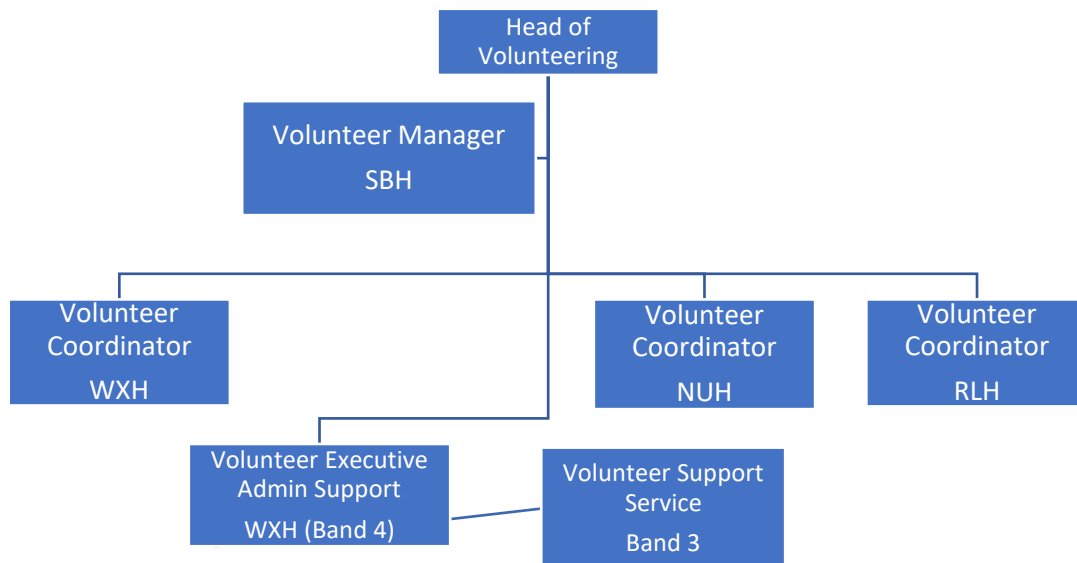 Head of
Volunteering
Volunteer Manager
SBH
Volunteer
Coordinator
WXH
Volunteer
Coordinator
NUH
Volunteer
Coordinator
RLH
Volunteer Executive
Admin Support
WXH (Band 4)
Volunteer Support
Service
Band 3